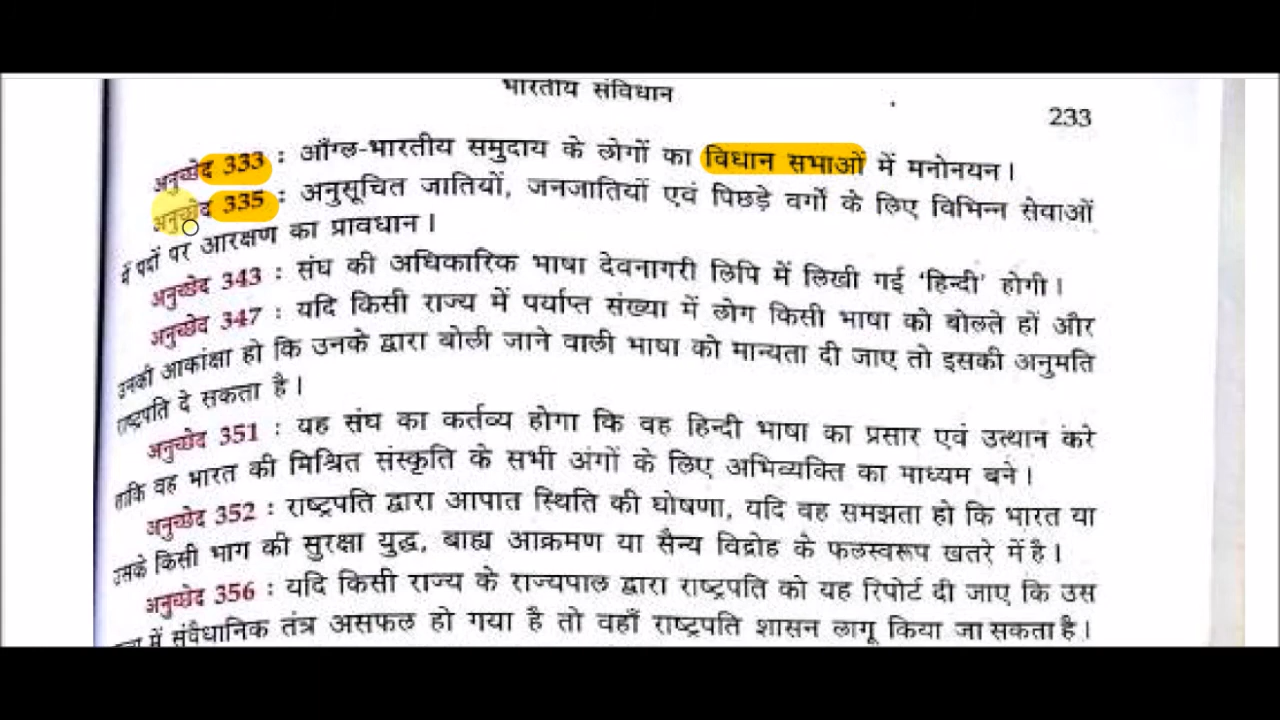 भारतीय संविधान
233
अनुच्छेद 333 : आँग्ल-भारतीय समुदाय के लोगों का विधान सभाओं में मनोनयन।
अनुच्छेद 335 : अनुसूचित जातियों, जनजातियों एवं पिछड़े वर्गों के लिए विभिन्न सेवाओं
में पदों पर आरक्षण का प्रावधान।
अनुच्छेद 343 : संघ की अधिकारिक भाषा देवनागरी लिपि में लिखी गई ‘हिन्दी’ होगी।
अनुच्छेद 347 : यदि किसी राज्य में पर्याप्त संख्या में लोग किसी भाषा को बोलते हों और
उनकी आकांक्षा हो कि उनके द्वारा बोली जाने वाली भाषा को मान्यता दी जाए तो इसकी अनुमति
राष्ट्रपति दे सकता है।
अनुच्छेद 351 : यह संघ का कर्तव्य होगा कि वह हिन्दी भाषा का प्रसार एवं उत्थान करे
ताकि वह भारत की मिश्रित संस्कृति के सभी अंगों के लिए अभिव्यक्ति का माध्यम बने।
अनुच्छेद 352 : राष्ट्रपति द्वारा आपात स्थिति की घोषणा, यदि वह समझता हो कि भारत या
उसके किसी भाग की सुरक्षा युद्ध, बाह्य आक्रमण या सैन्य विद्रोह के फलस्वरूप खतरे में है।
अनुच्छेद 356 : यदि किसी राज्य के राज्यपाल द्वारा राष्ट्रपति को यह रिपोर्ट दी जाए कि उस
में संवैधानिक तंत्र असफल हो गया है तो वहाँ राष्ट्रपति शासन लागू किया जा सकता है।